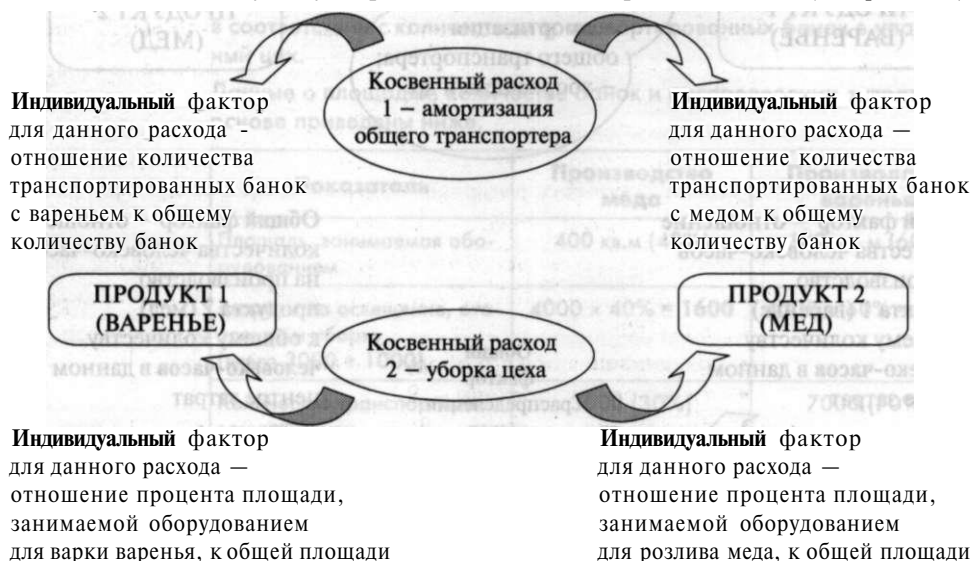 Косвенный расход
1 — амортизация
общего транспортера
Индивидуальный фактор
для данного расхода -
отношение количества
транспортированных банок
с вареньем к общему
количеству банок
Индивидуальный фактор
для данного расхода —
отношение количества
транспортированных банок
с медом к общему
количеству банок
ПРОДУКТ 1
(ВАРЕНЬЕ)
ПРОДУКТ 2
(МЕД)
Косвенный расход
2 — уборка цеха
Индивидуальный фактор
для данного расхода —
отношение процента площади,
занимаемой оборудованием
для варки варенья, к общей площади
Индивидуальный фактор
для данного расхода —
отношение процента площади,
занимаемой оборудованием
для розлива меда, к общей площади